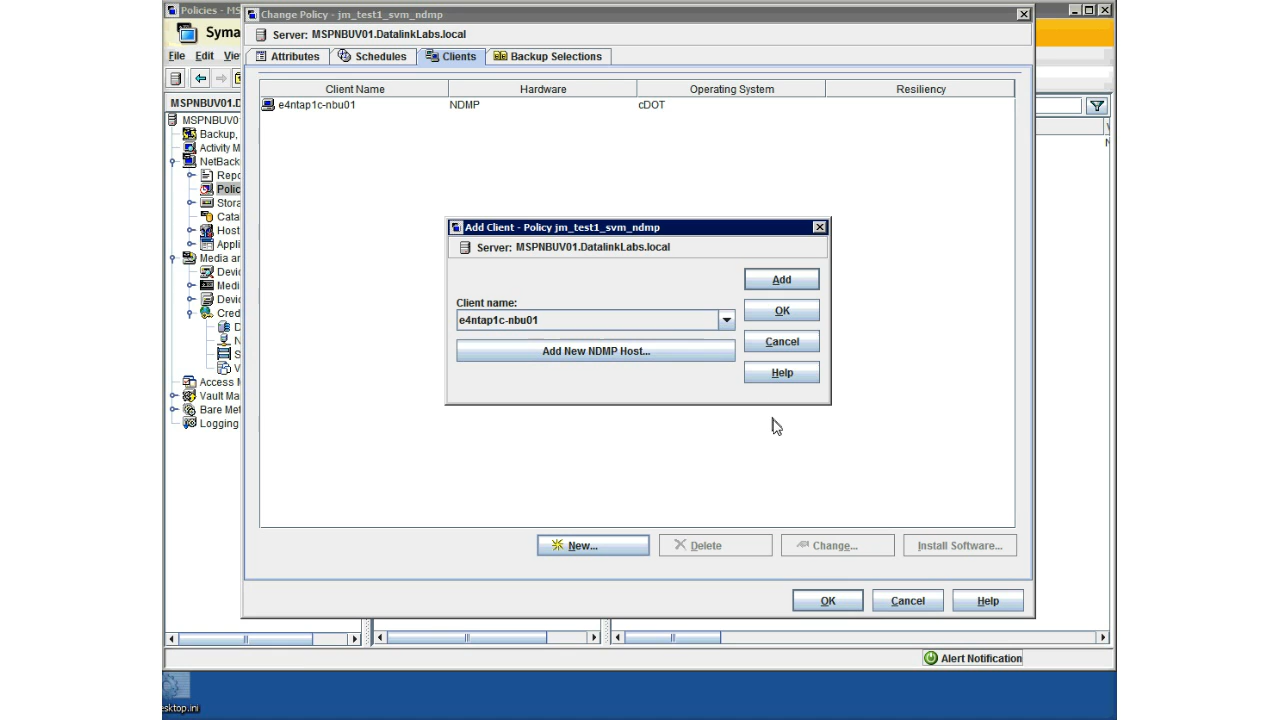 Policies - MS
Change Policy - jm_test1_svm_ndmp
Syma
Server: MSPNBUV01.DatalinkLabs.local
File Edit Vie
Attributes Schedules Clients Backup Selections
Client Name Hardware Operating System Resiliency
e4ntap1c-nbu01 NDMP cDOT
MSPNBUV01.D
MSPNBUV0
Backup,
Activity M
NetBack
Repo
Polic
Stora
Cata
Host
Appli
Media ar
Devic
Medi
Devic
Cred
D
N
S
V
Access M
Vault Ma
Bare Met
Logging
Add Client - Policy jm_test1_svm_ndmp
Server: MSPNBUV01.DatalinkLabs.local
Add
Client name:
OK
e4ntap1c-nbu01
Cancel
Add New NDMP Host...
Help
New... Delete Change... Install Software...
OK Cancel Help
Alert Notification
sktop.ini